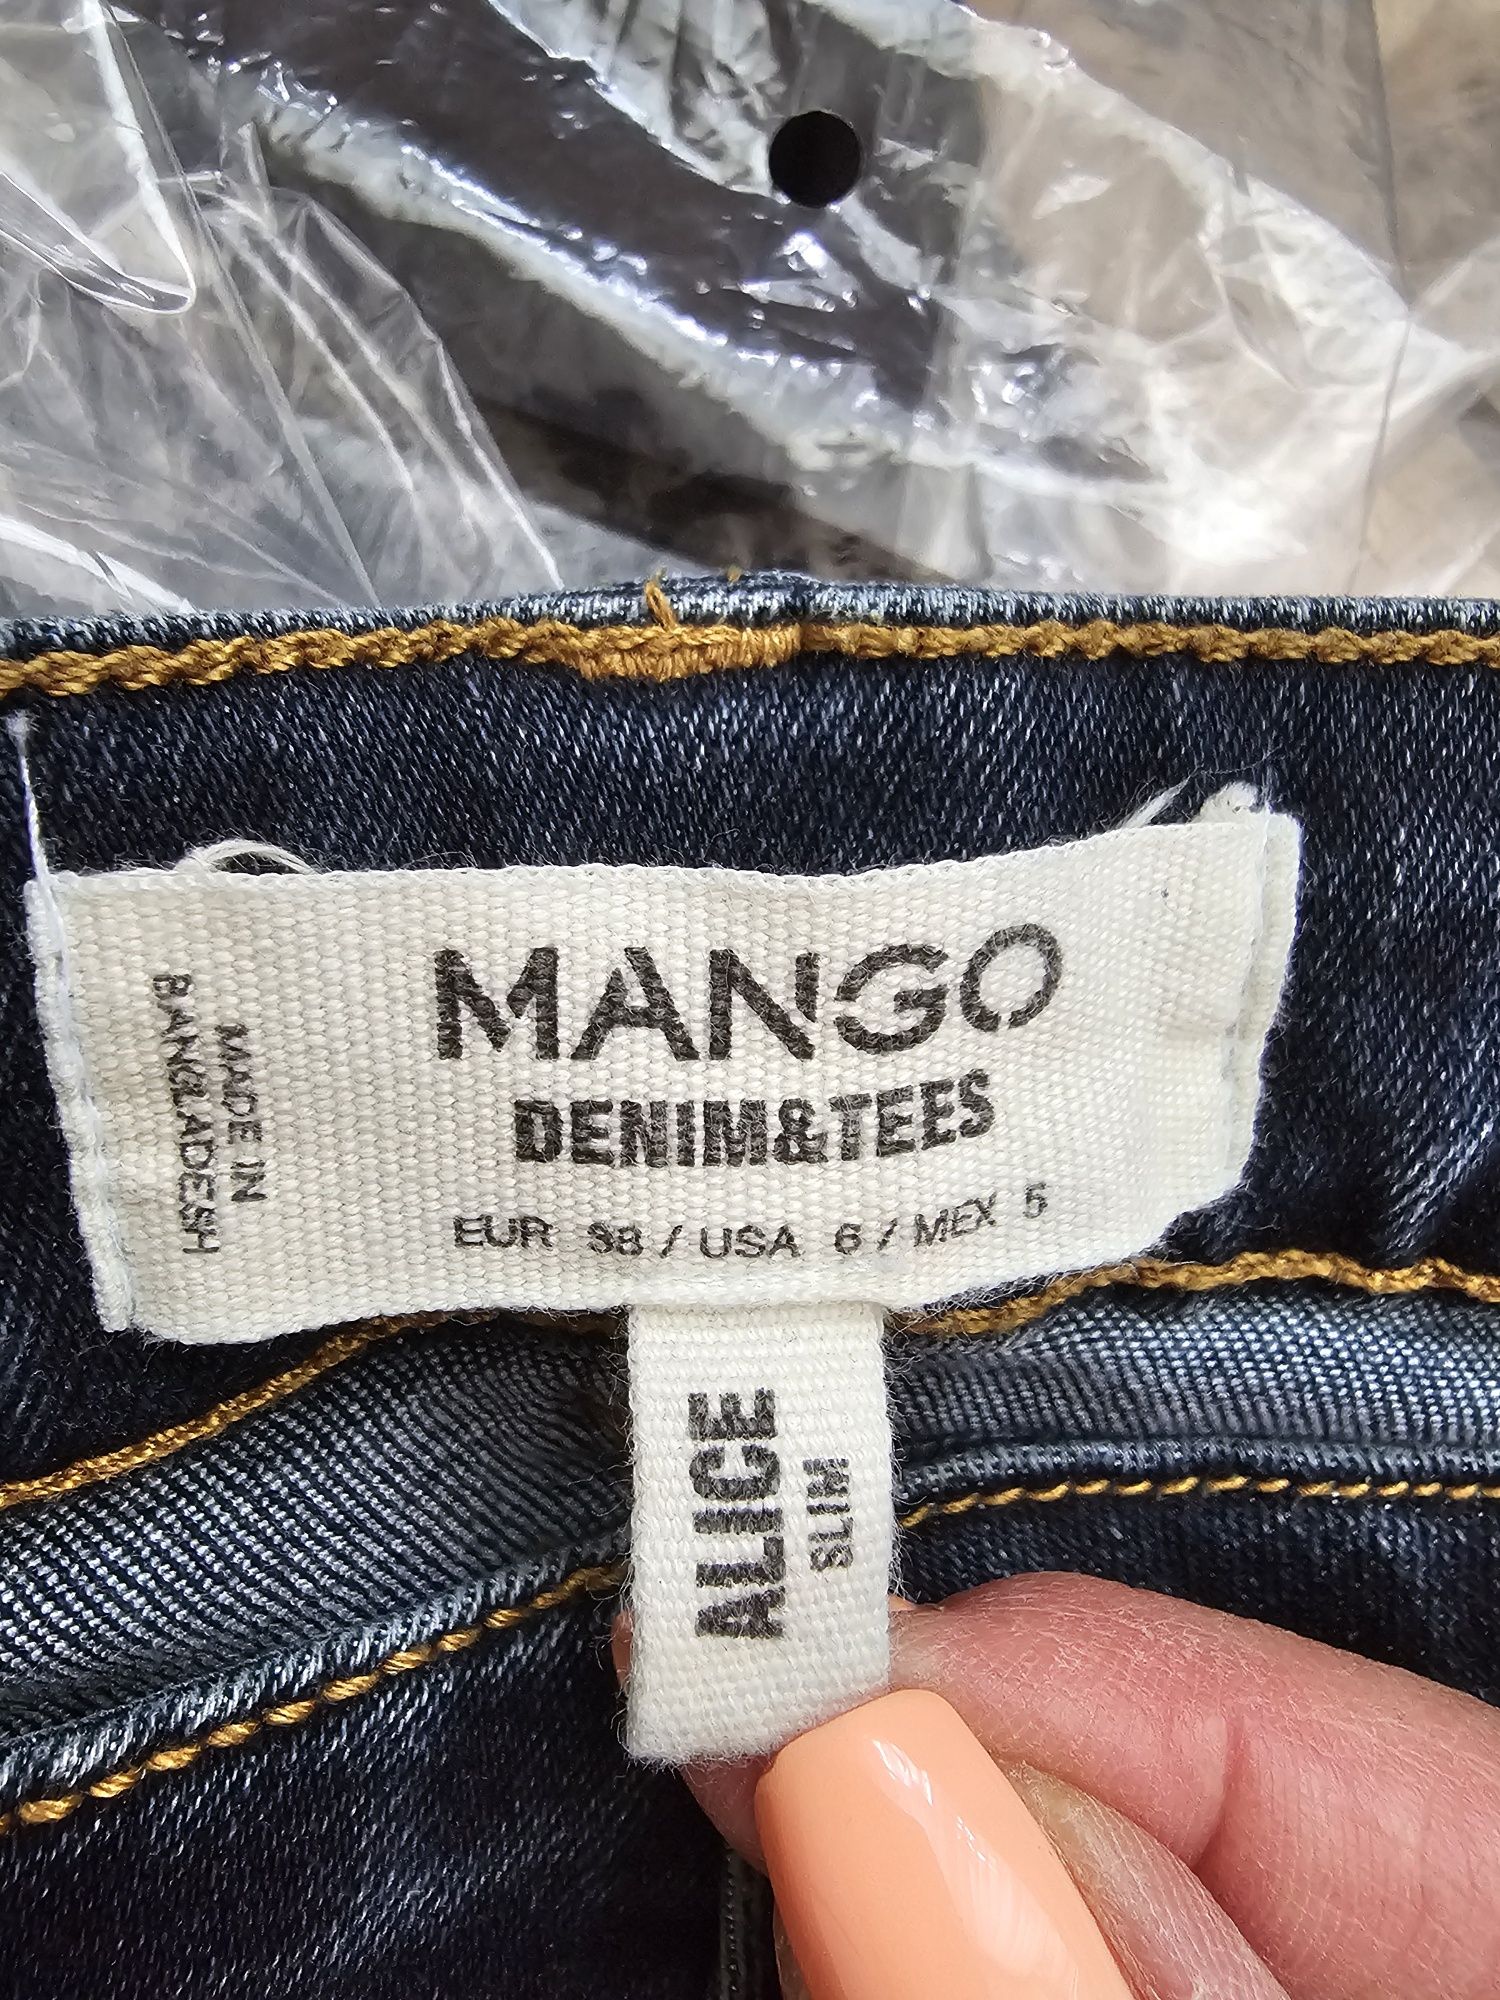 MANGO
DENIM&TEES
EUR 38 / USA 6 / MEX 5
MADE IN
BANGLADESH
ALICE
SLIM